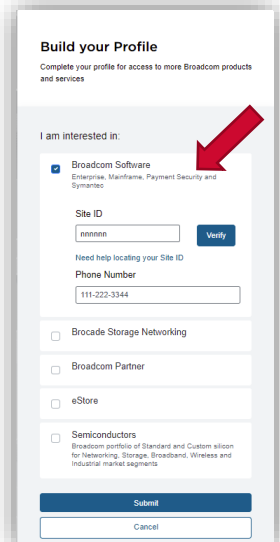 Build your Profile
Complete your profile for access to more Broadcom products
and services
I am interested in:
Broadcom Software
Enterprise, Mainframe, Payment Security and
Symantec
Site ID
nnnnnn
Verify
Need help locating your Site ID
Phone Number
111-222-3344
Brocade Storage Networking
Broadcom Partner
eStore
Semiconductors
Broadcom portfolio of Standard and Custom silicon
for Networking, Storage, Broadband, Wireless and
Industrial market segments
Submit
Cancel